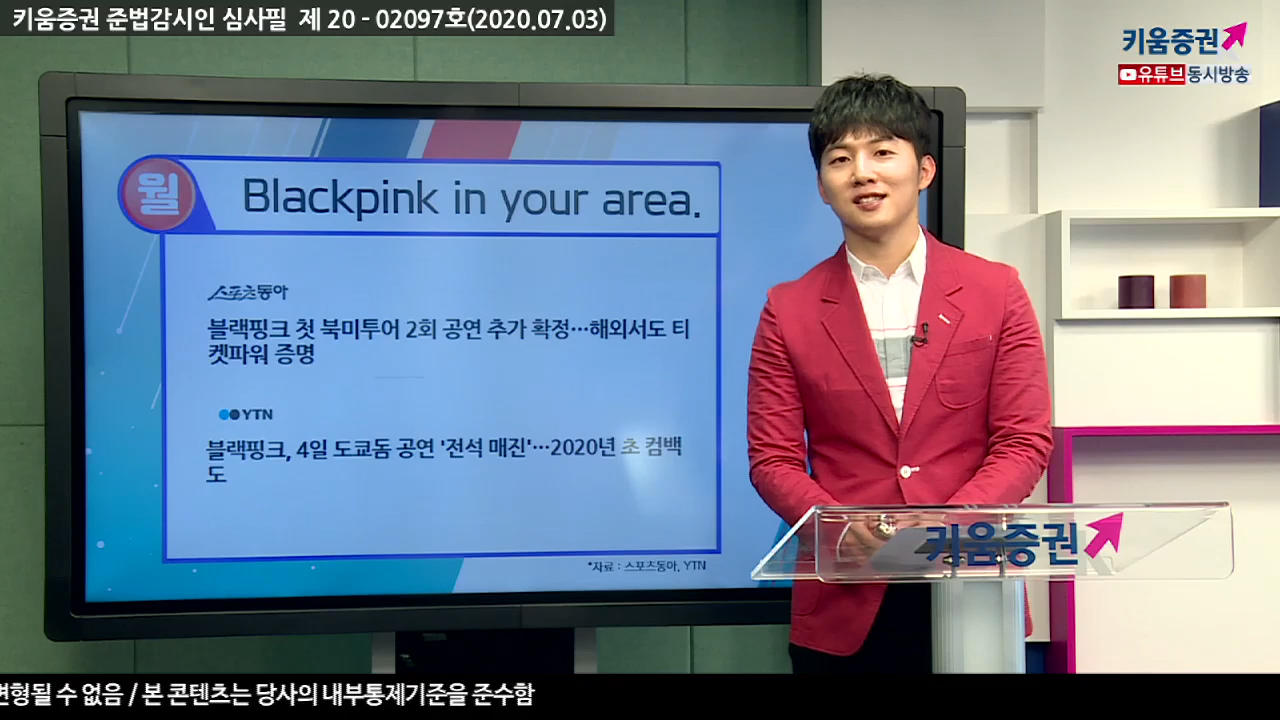 키움증권 준법감시인 심사필 제 20 - 02097호(2020.07.03)
키움증권
유튜브 동시방송
월
Blackpink in your area.
스포츠동아
블랙핑크 첫 북미투어 2회 공연 추가 확정…해외서도 티
켓파워 증명
YTN
블랙핑크, 4일 도쿄돔 공연 '전석 매진'…2020년 초 컴백
도
*자료 : 스포츠동아, YTN
키움증권
변형될 수 없음 / 본 콘텐츠는 당사의 내부통제기준을 준수함